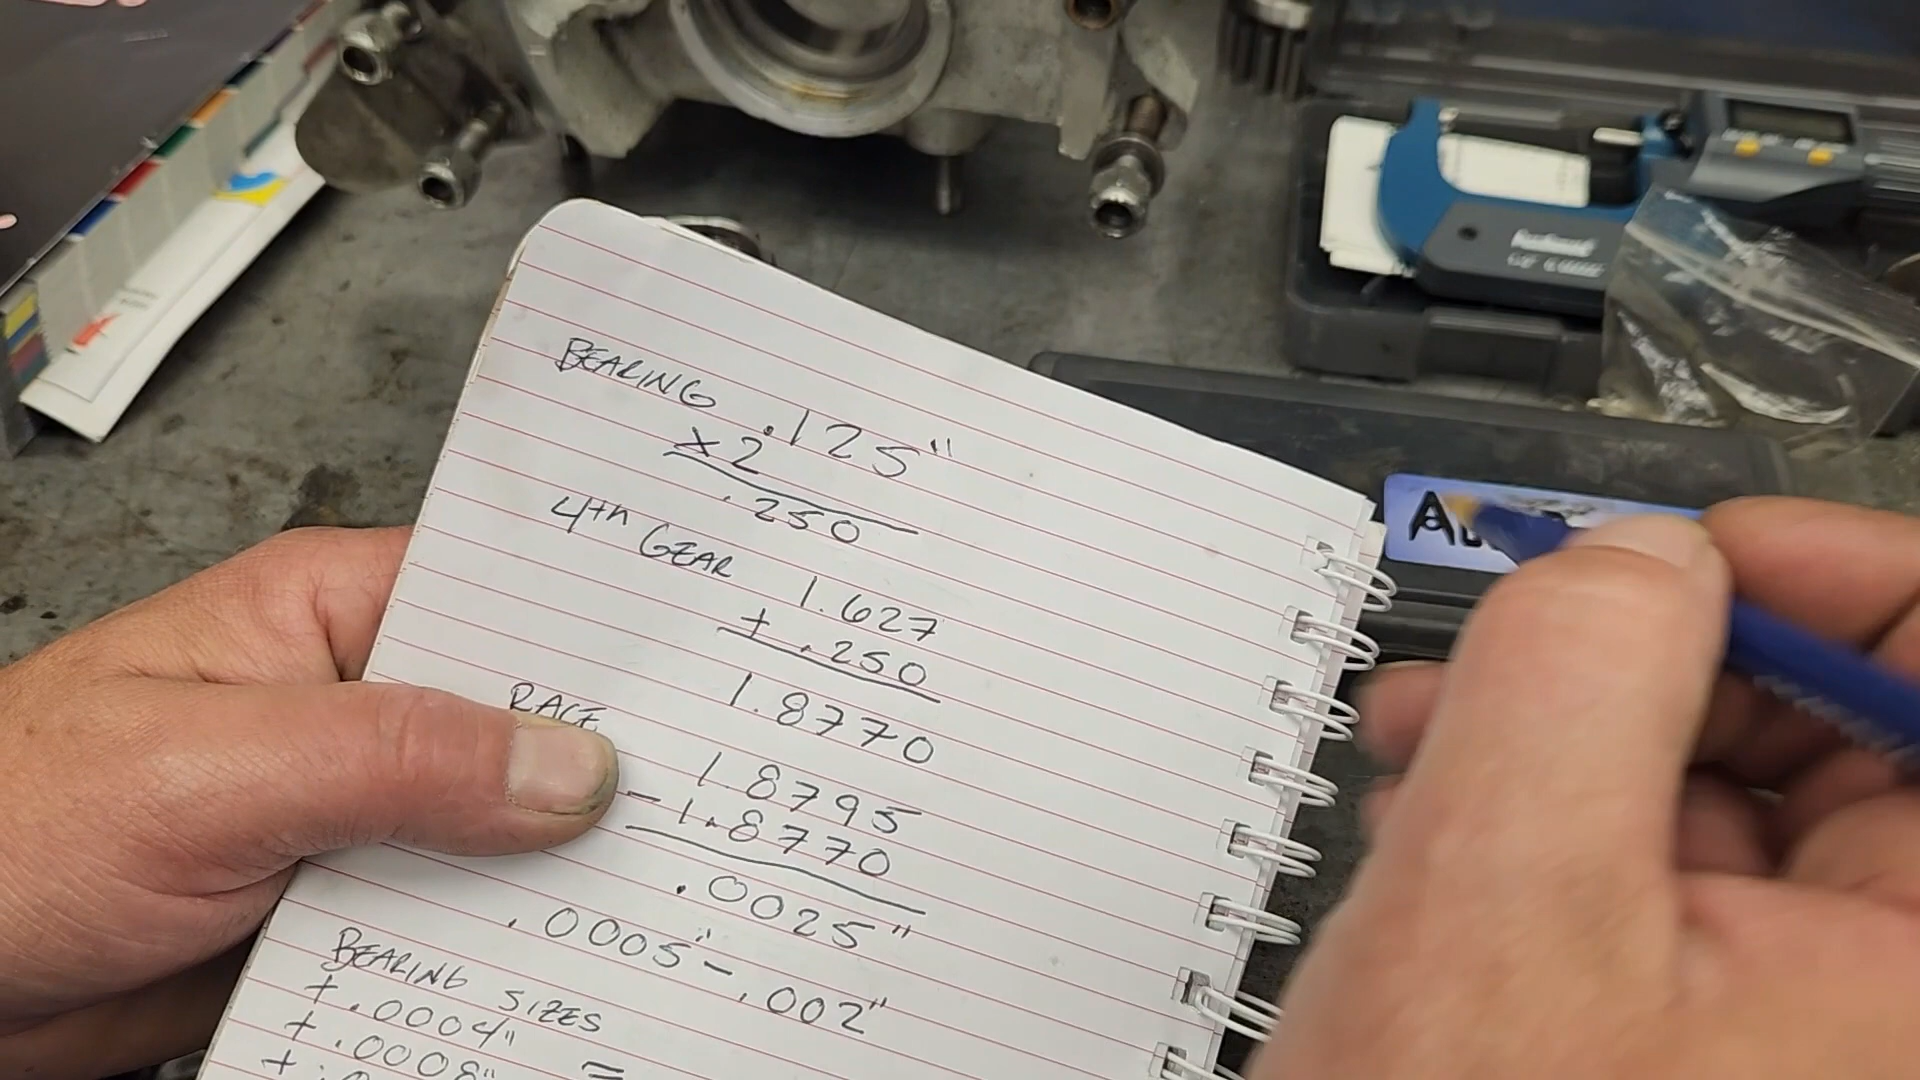 BEARING .125"
x 2
.250
4th GEAR 1.627
+ .250
1.8770
RACE
1.8795
- 1.8770
.0025"
.0005" - .002"
BEARING SIZES
+ .0004"
+ .0008" =
+